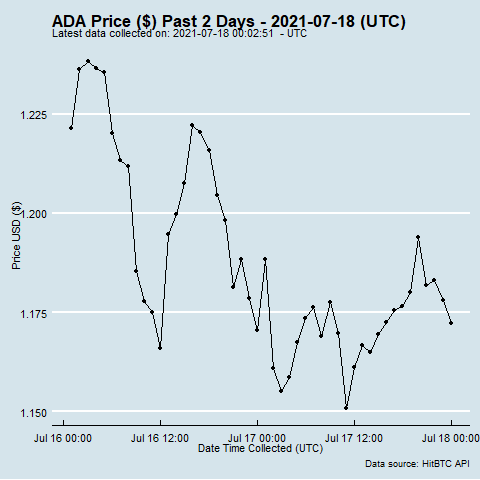 ADA Price ($) Past 2 Days - 2021-07-18 (UTC)
Latest data collected on: 2021-07-18 00:02:51  - UTC
1.225
1.200
1.175
1.150
Price USD ($)
Jul 16 00:00 Jul 16 12:00 Jul 17 00:00 Jul 17 12:00 Jul 18 00:00
Date Time Collected (UTC)
Data source: HitBTC API